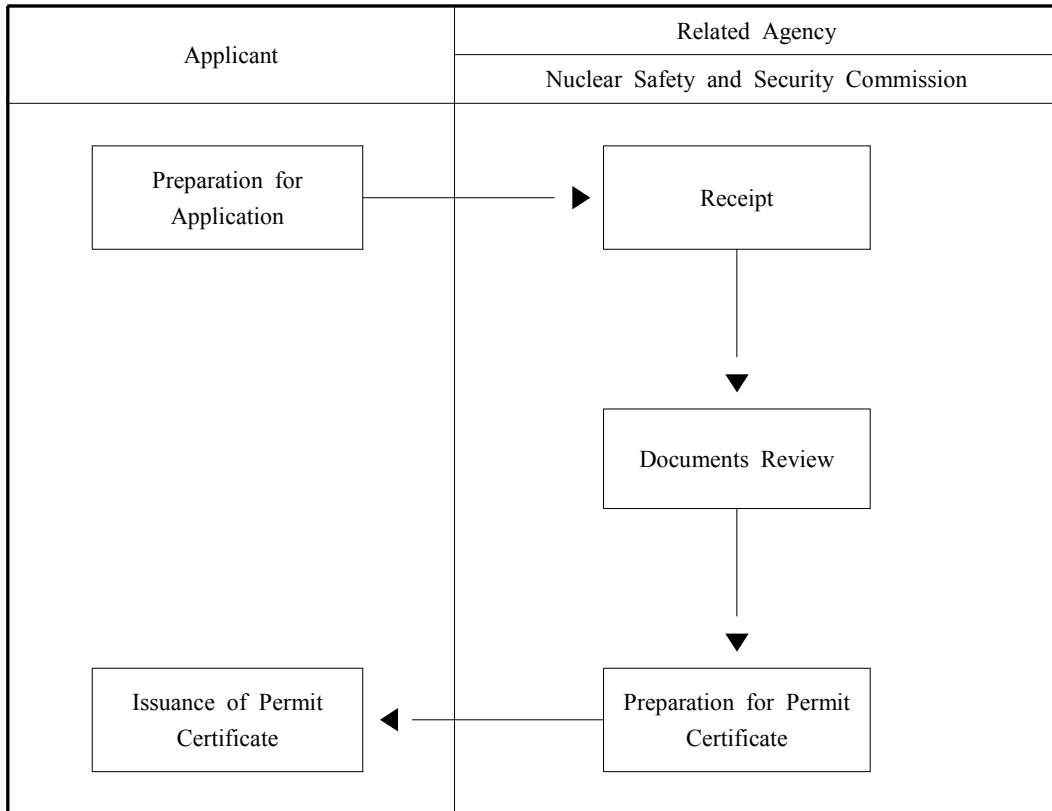 Applicant
Related Agency
Nuclear Safety and Security Commission
Preparation for
Application
Receipt
Documents Review
Issuance of Permit
Certificate
Preparation for Permit
Certificate